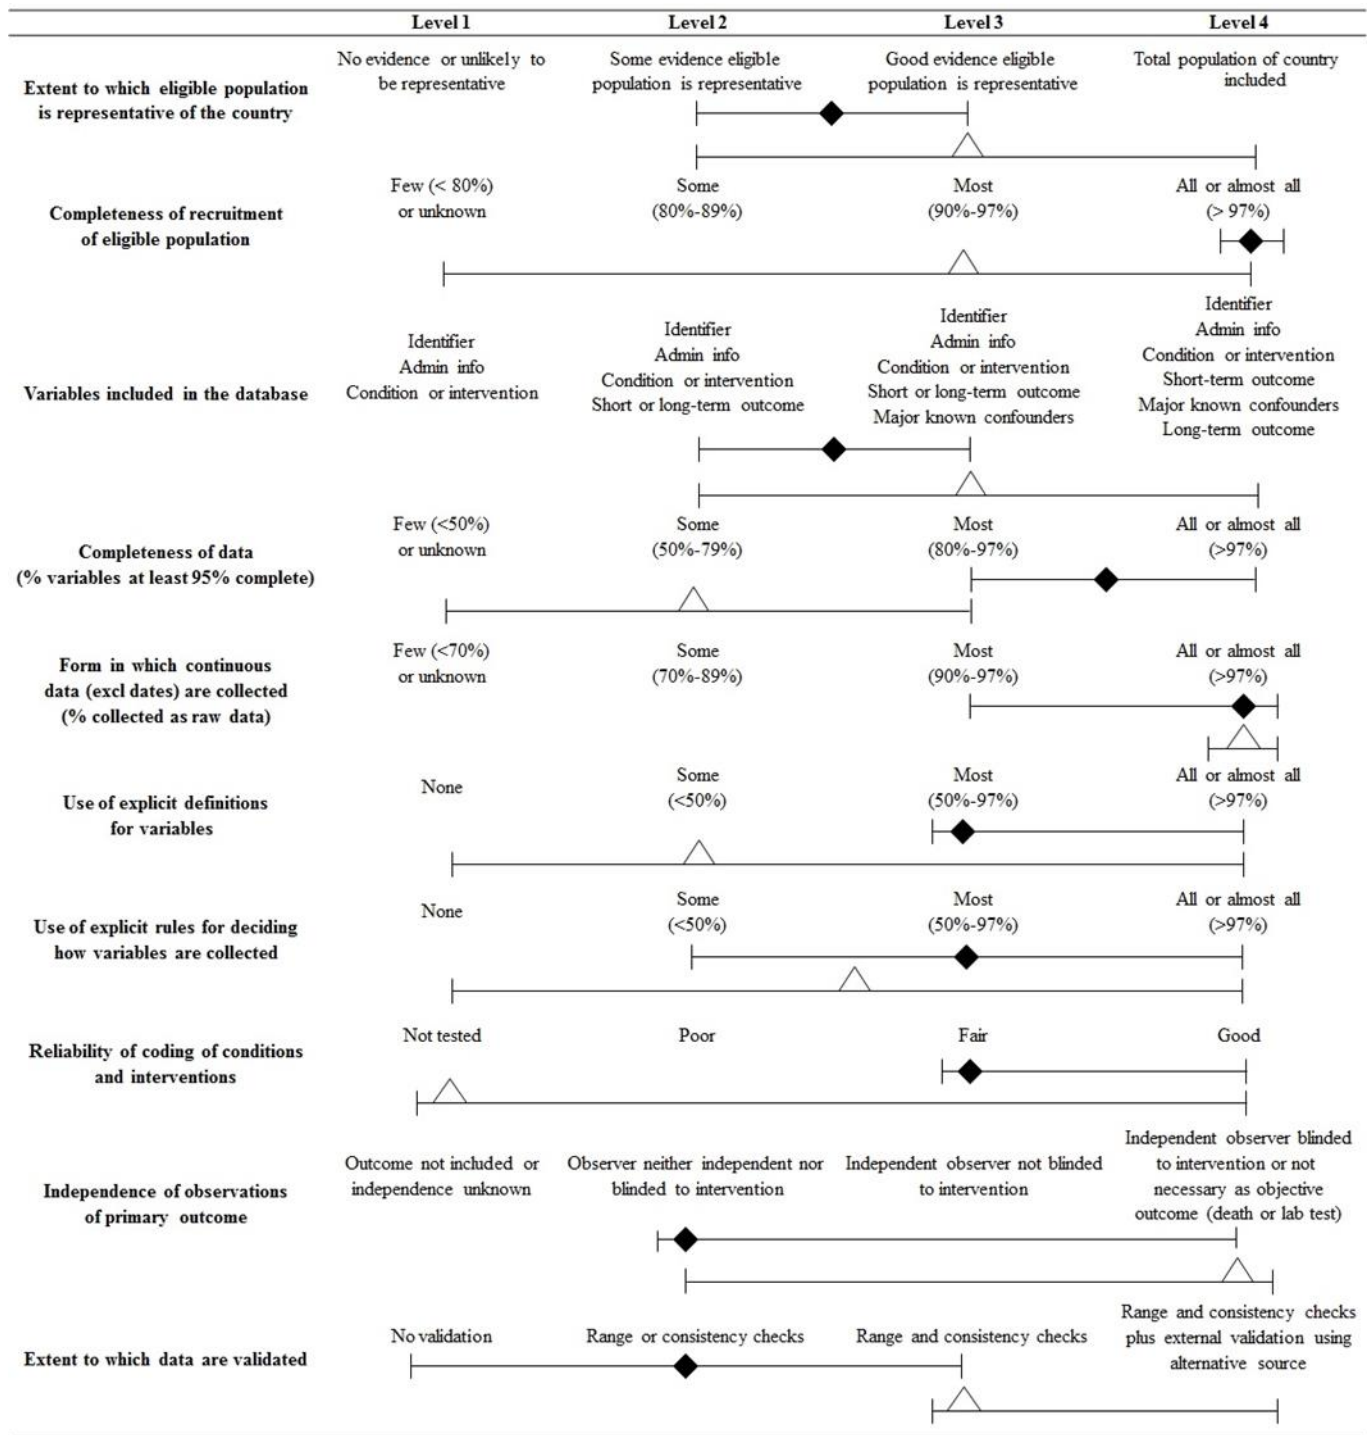 Level 1 Level 2 Level 3 Level 4
Extent to which eligible population
is representative of the country
No evidence or unlikely to
be representative
Some evidence eligible
population is representative
Good evidence eligible
population is representative
Total population of country
included
Completeness of recruitment
of eligible population
Few (< 80%)
or unknown
Some
(80%-89%)
Most
(90%-97%)
All or almost all
(> 97%)
Variables included in the database
Identifier
Admin info
Condition or intervention
Identifier
Admin info
Condition or intervention
Short or long-term outcome
Identifier
Admin info
Condition or intervention
Short or long-term outcome
Major known confounders
Identifier
Admin info
Condition or intervention
Short-term outcome
Major known confounders
Long-term outcome
Completeness of data
(% variables at least 95% complete)
Few (<50%)
or unknown
Some
(50%-79%)
Most
(80%-97%)
All or almost all
(>97%)
Form in which continuous
data (excl dates) are collected
(% collected as raw data)
Few (<70%)
or unknown
Some
(70%-89%)
Most
(90%-97%)
All or almost all
(>97%)
Use of explicit definitions
for variables
None
Some
(<50%)
Most
(50%-97%)
All or almost all
(>97%)
Use of explicit rules for deciding
how variables are collected
None
Some
(<50%)
Most
(50%-97%)
All or almost all
(>97%)
Reliability of coding of conditions
and interventions
Not tested
Poor
Fair
Good
Independence of observations
of primary outcome
Outcome not included or
independence unknown
Observer neither independent nor
blinded to intervention
Independent observer not blinded
to intervention
Independent observer blinded
to intervention or not
necessary as objective
outcome (death or lab test)
Extent to which data are validated
No validation
Range or consistency checks
Range and consistency checks
Range and consistency checks
plus external validation using
alternative source